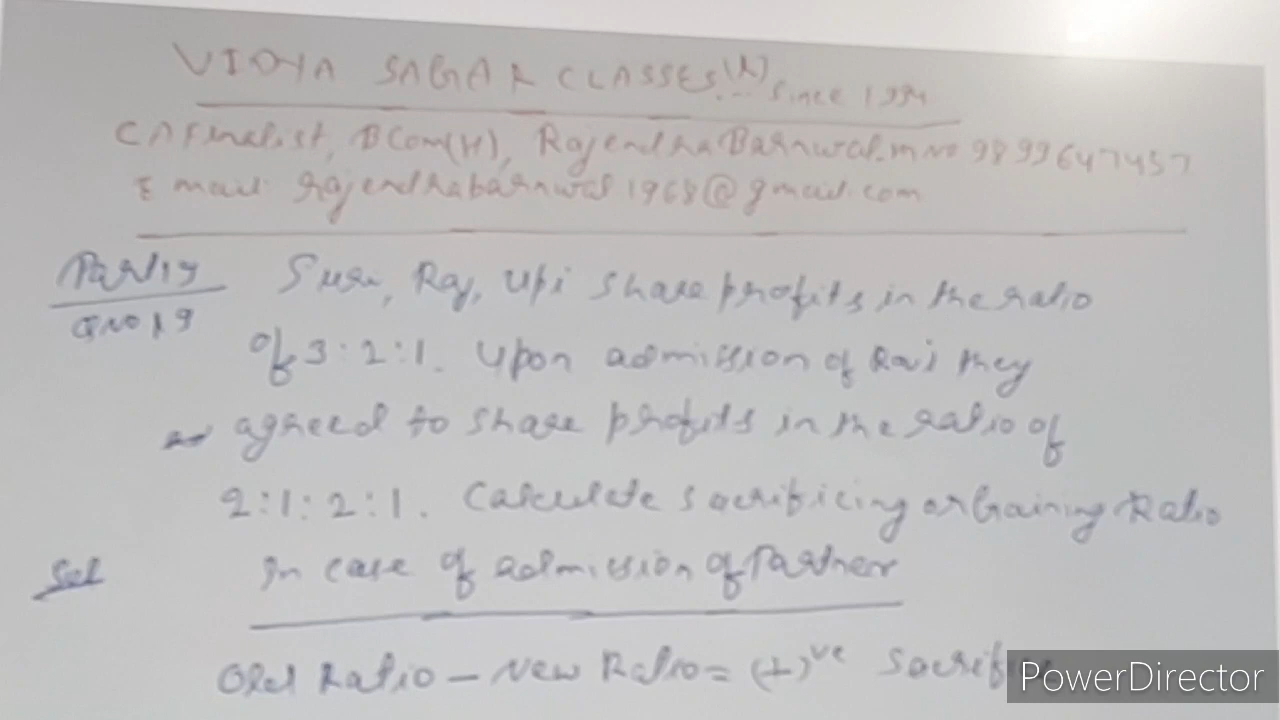 VIDYA SAGAR CLASSES(R)... Since 1994
CA Finalist, BCom(H), Rajendra Barnwal. m no 9899647457
E mail: rajendrabarnwal1968@gmail.com
Part 19 Suri, Raj, Upi share profits in the ratio
Q no 19
of 3:2:1. Upon admission of Ravi they
agreed to share profits in the ratio of
2:1:2:1. Calculate sacrificing or Gaining Ratio
Sol In case of admission of Partner
Old Ratio - New Ratio = (+)ve
PowerDirector